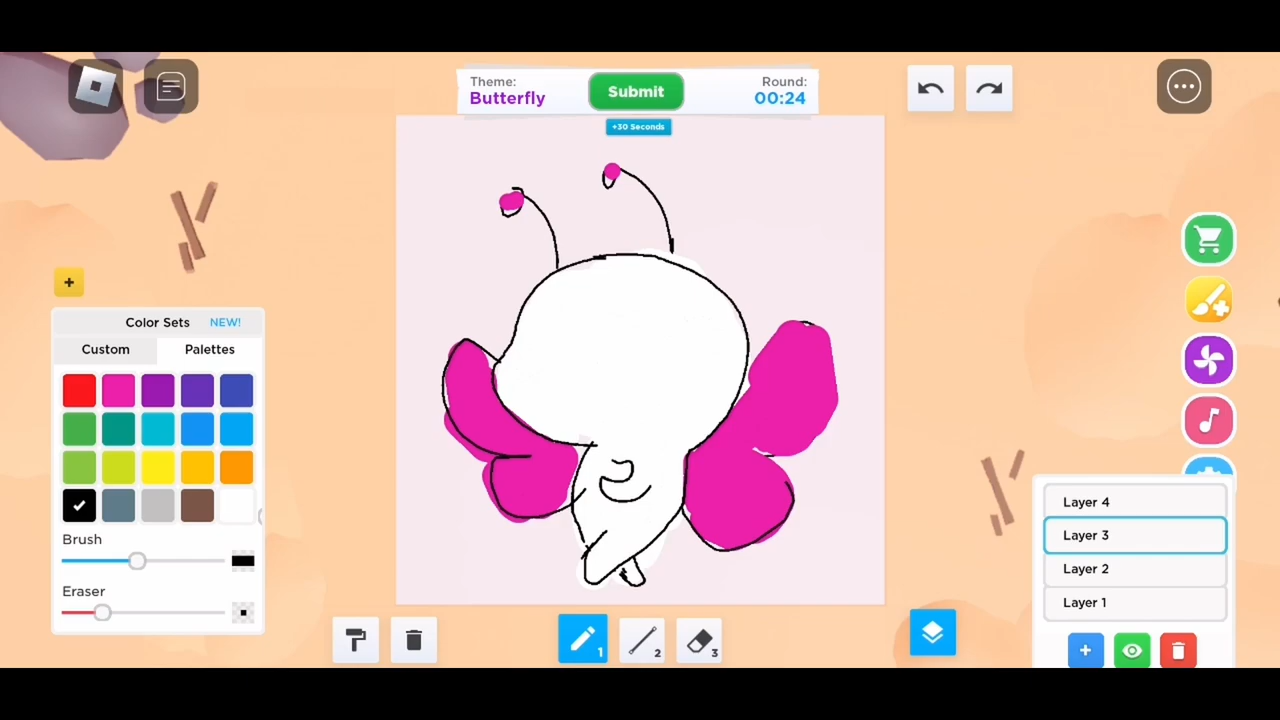 Theme:
Butterfly
Submit
Round:
00:24
+30 Seconds
+
Color Sets NEW!
Custom Palettes
Brush
Eraser
1
2
3
Layer 4
Layer 3
Layer 2
Layer 1
+